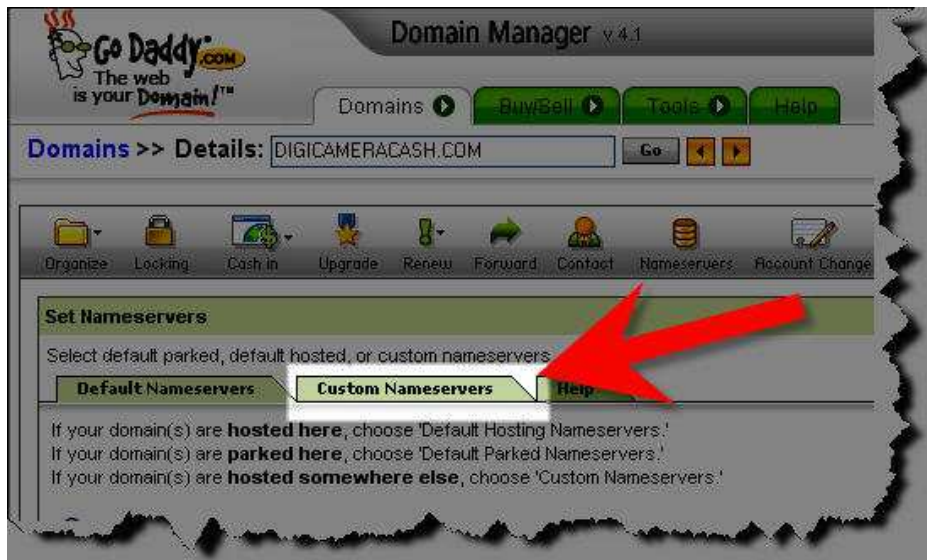 Go Daddy.COM
The web
is your Domain!™
Domain Manager v 4.1
Domains Buy/Sell Tools Help
Domains >> Details: DIGICAMERACASH.COM Go
Organize Locking Cash in Upgrade Renew Forward Contact Nameservers Account Change
Set Nameservers
Select default parked, default hosted, or custom nameservers
Default Nameservers Custom Nameservers Help
If your domain(s) are hosted here, choose 'Default Hosting Nameservers.'
If your domain(s) are parked here, choose 'Default Parked Nameservers.'
If your domain(s) are hosted somewhere else, choose 'Custom Nameservers.'